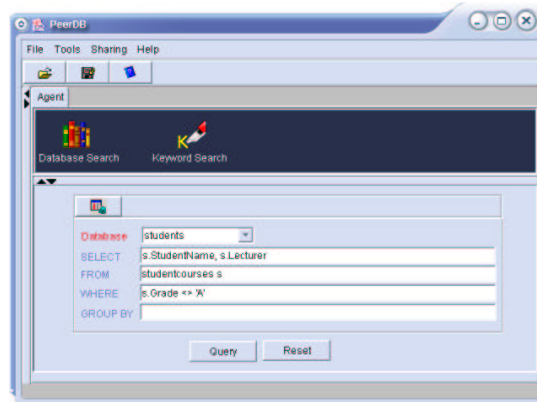 PeerDB
File Tools Sharing Help
Agent
Database Search Keyword Search
Database students
SELECT s.StudentName, s.Lecturer
FROM studentcourses s
WHERE s.Grade <> 'A'
GROUP BY
Query Reset